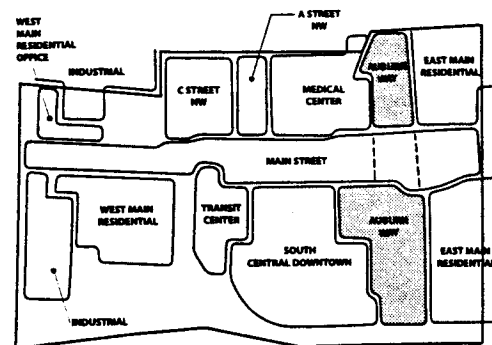 WEST
MAIN
RESIDENTIAL
OFFICE
INDUSTRIAL
A STREET
NW
C STREET
NW
MEDICAL
CENTER
AUBURN
WAY
EAST MAIN
RESIDENTIAL
MAIN STREET
WEST MAIN
RESIDENTIAL
TRANSIT
CENTER
SOUTH
CENTRAL DOWNTOWN
AUBURN
WAY
EAST MAIN
RESIDENTIAL
INDUSTRIAL